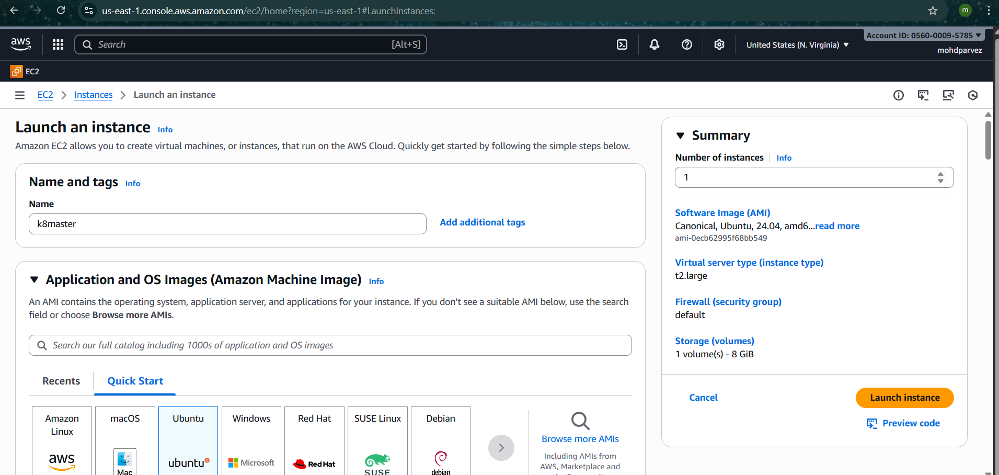 us-east-1.console.aws.amazon.com/ec2/home?region=us-east-1#LaunchInstances:
m
aws
Search
[Alt+S]
United States (N. Virginia)
Account ID: 0560-0009-5785
mohdparvez
EC2
EC2 > Instances > Launch an instance
Launch an instance Info
Amazon EC2 allows you to create virtual machines, or instances, that run on the AWS Cloud. Quickly get started by following the simple steps below.
Name and tags Info
Name
k8master
Add additional tags
Application and OS Images (Amazon Machine Image) Info
An AMI contains the operating system, application server, and applications for your instance. If you don't see a suitable AMI below, use the search
field or choose Browse more AMIs.
Search our full catalog including 1000s of application and OS images
Recents
Quick Start
Amazon
Linux
aws
macOS
Mac
Ubuntu
ubuntu
Windows
Microsoft
Red Hat
Red Hat
SUSE Linux
SUSE
Debian
debian
Browse more AMIs
Including AMIs from
AWS, Marketplace and
Summary
Number of instances Info
1
Software Image (AMI)
Canonical, Ubuntu, 24.04, amd6...read more
ami-0ecb62995f68bb549
Virtual server type (instance type)
t2.large
Firewall (security group)
default
Storage (volumes)
1 volume(s) - 8 GiB
Cancel
Launch instance
Preview code